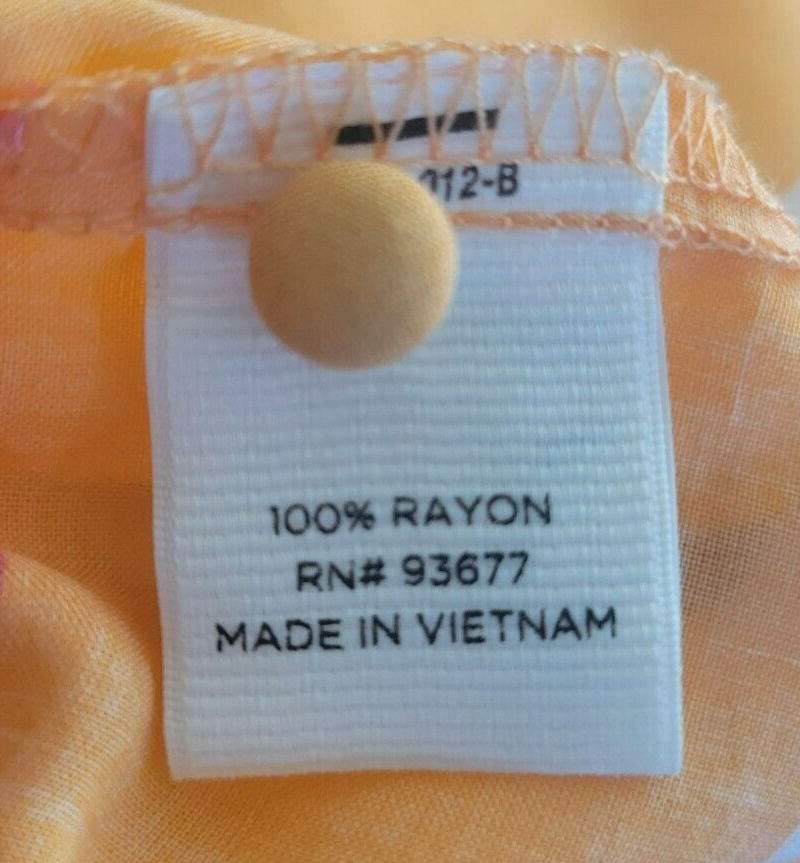 012-B
100% RAYON
RN# 93677
MADE IN VIETNAM